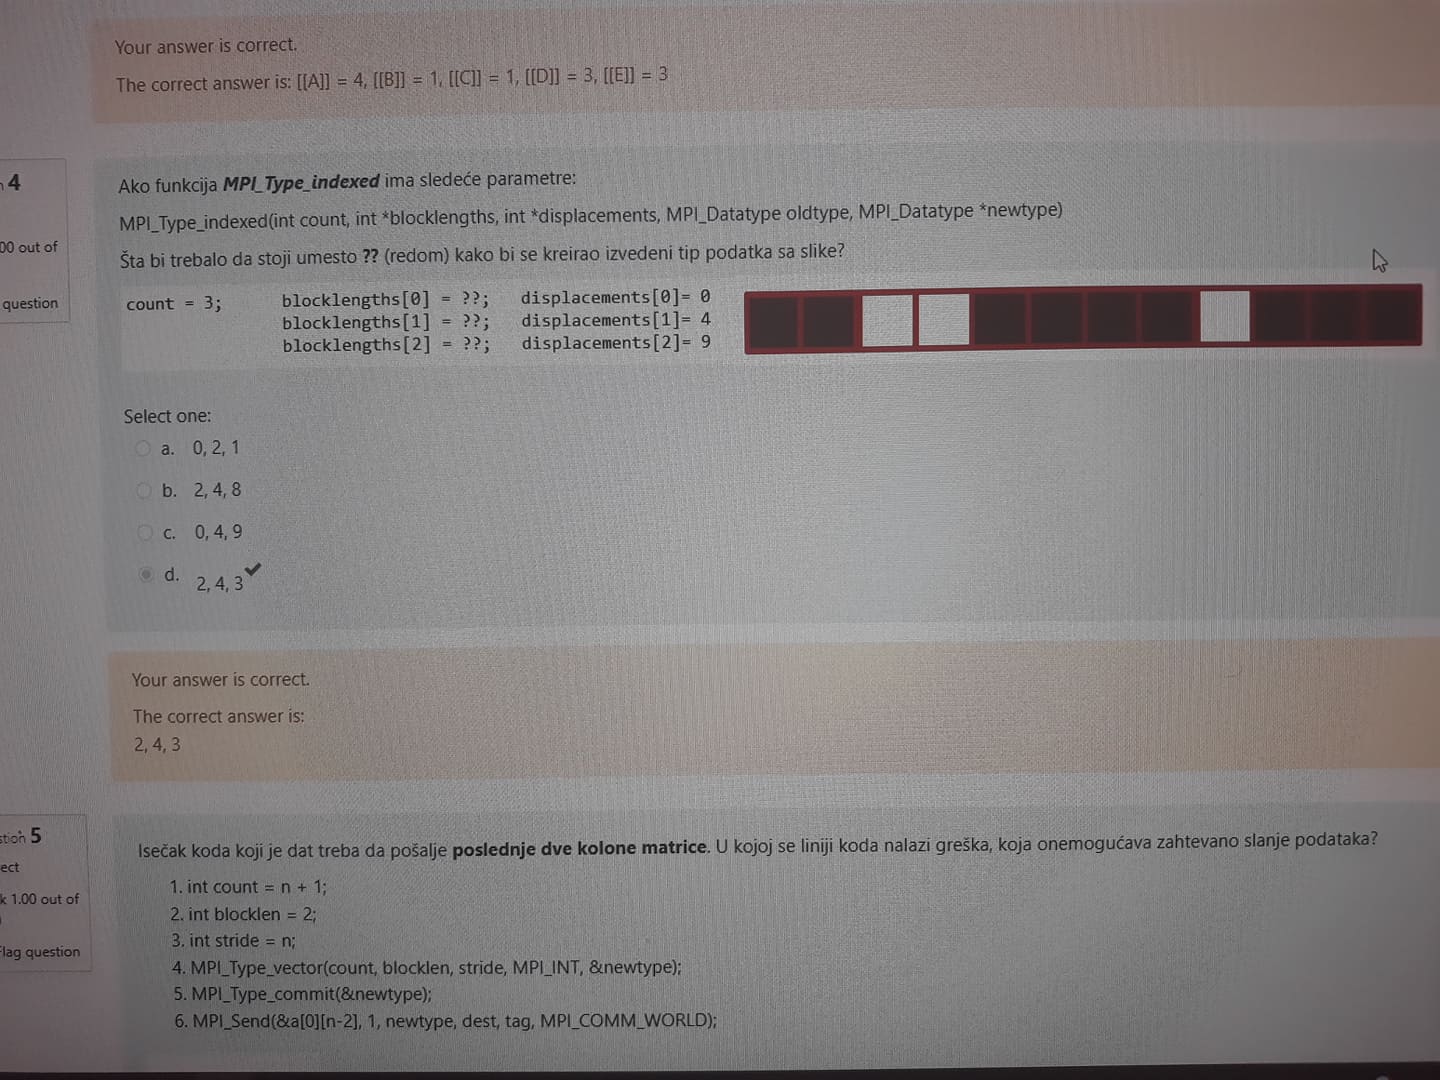 Your answer is correct.
The correct answer is: [[A]] = 4, [[B]] = 1, [[C]] = 1, [[D]] = 3, [[E]] = 3
4
00 out of
question
Ako funkcija MPI_Type_indexed ima sledeće parametre:
MPI_Type_indexed(int count, int *blocklengths, int *displacements, MPI_Datatype oldtype, MPI_Datatype *newtype)
Šta bi trebalo da stoji umesto ?? (redom) kako bi se kreirao izvedeni tip podatka sa slike?
count = 3; blocklengths[0] = ??; displacements[0]= 0
blocklengths[1] = ??; displacements[1]= 4
blocklengths[2] = ??; displacements[2]= 9
Select one:
a. 0, 2, 1
b. 2, 4, 8
c. 0, 4, 9
d. 2, 4, 3
Your answer is correct.
The correct answer is:
2, 4, 3
stion 5
ect
k 1.00 out of
Flag question
Isečak koda koji je dat treba da pošalje poslednje dve kolone matrice. U kojoj se liniji koda nalazi greška, koja onemogućava zahtevano slanje podataka?
1. int count = n + 1;
2. int blocklen = 2;
3. int stride = n;
4. MPI_Type_vector(count, blocklen, stride, MPI_INT, &newtype);
5. MPI_Type_commit(&newtype);
6. MPI_Send(&a[0][n-2], 1, newtype, dest, tag, MPI_COMM_WORLD);